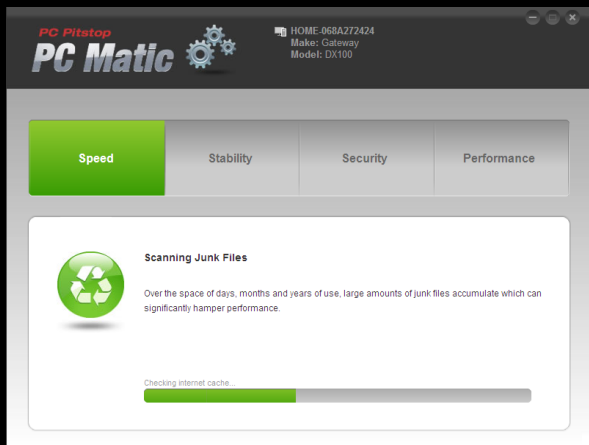 PC Pitstop
PC Matic
HOME-068A272424
Make: Gateway
Model: DX100
Speed
Stability
Security
Performance
Scanning Junk Files
Over the space of days, months and years of use, large amounts of junk files accumulate which can
significantly hamper performance.
Checking internet cache...